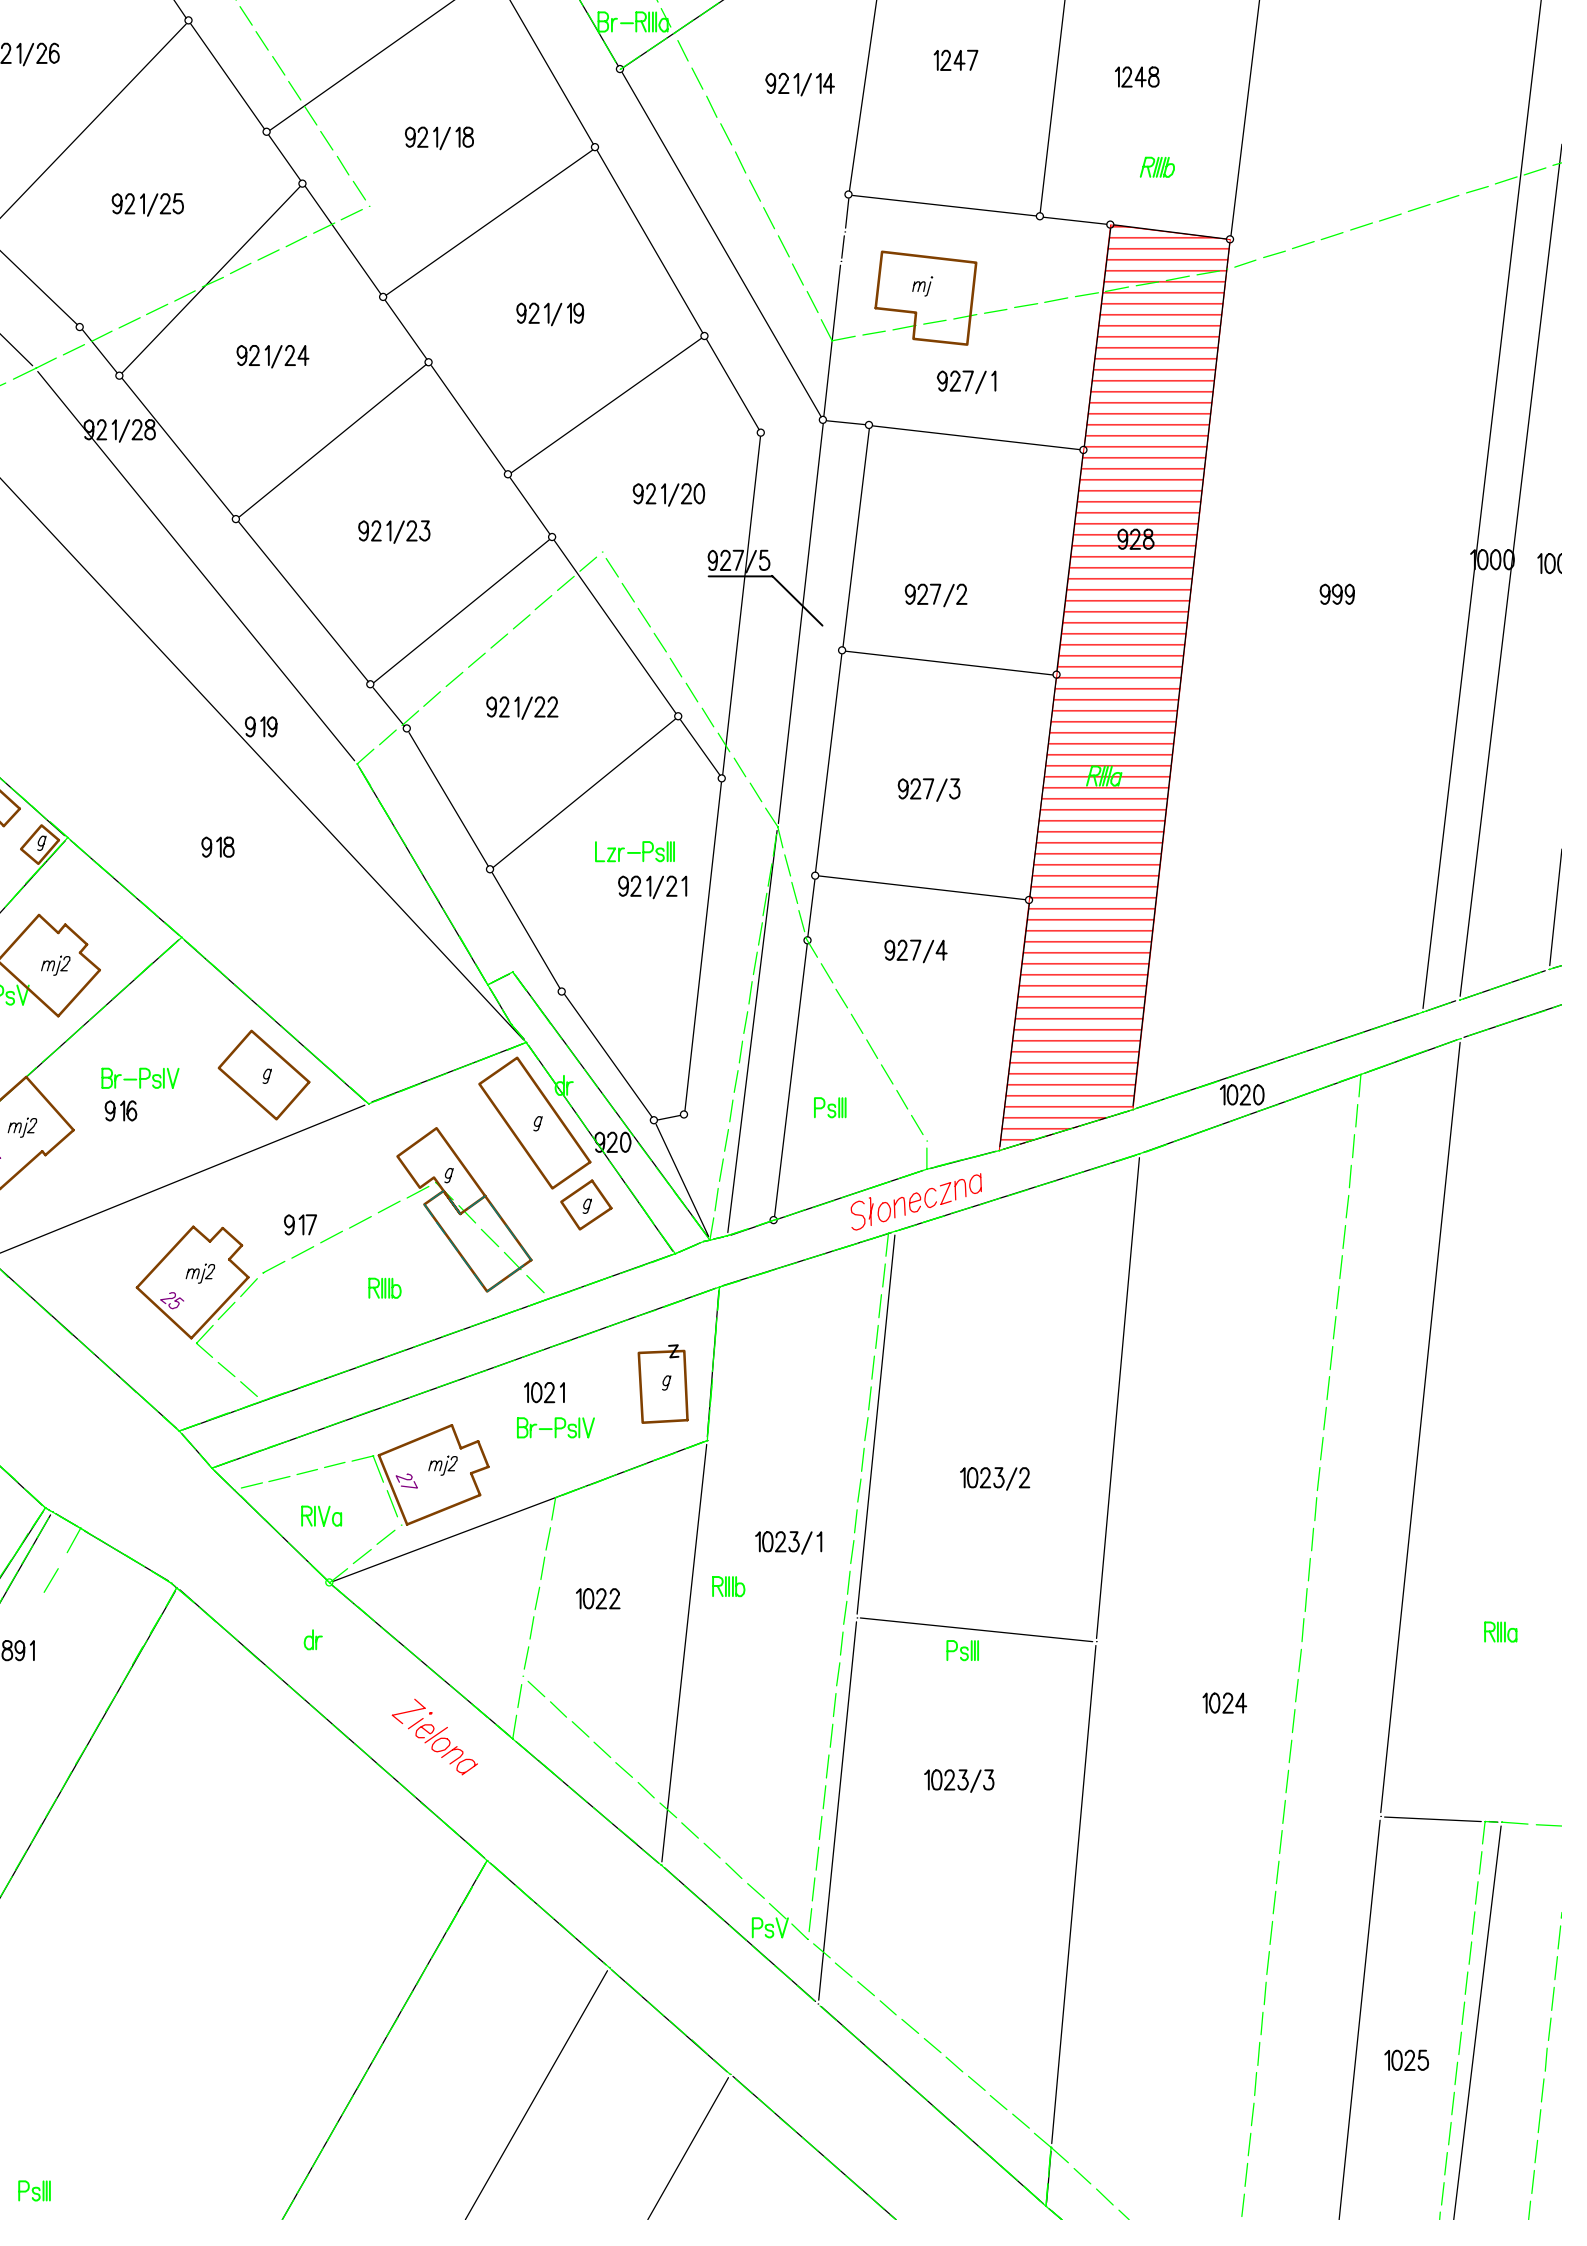 Br-RIIIa
21/26
1247
1248
921/14
921/18
RIIIb
921/25
mj
921/19
921/24
927/1
921/28
921/20
921/23
928
927/5
1000
999
927/2
921/22
919
RIIIa
927/3
g
918
Lzr-PsIII
921/21
927/4
mj2
PsV
Br-PsIV
g
dr
1020
916
PsIII
g
mj2
920
g
Słoneczna
g
917
mj2
RIIIb
25
z
g
1021
Br-PsIV
mj2
27
1023/2
RIVa
1023/1
RIIIb
1022
RIIIa
dr
891
PsIII
1024
Zielona
1023/3
PsV
1025
PsIII